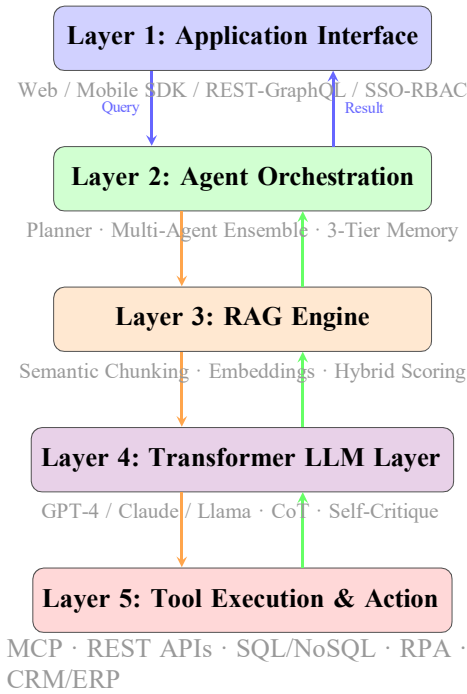 Layer 1: Application Interface
Web / Mobile SDK / REST-GraphQL / SSO-RBAC
Query
Result
Layer 2: Agent Orchestration
Planner · Multi-Agent Ensemble · 3-Tier Memory
Layer 3: RAG Engine
Semantic Chunking · Embeddings · Hybrid Scoring
Layer 4: Transformer LLM Layer
GPT-4 / Claude / Llama · CoT · Self-Critique
Layer 5: Tool Execution & Action
MCP · REST APIs · SQL/NoSQL · RPA ·
CRM/ERP